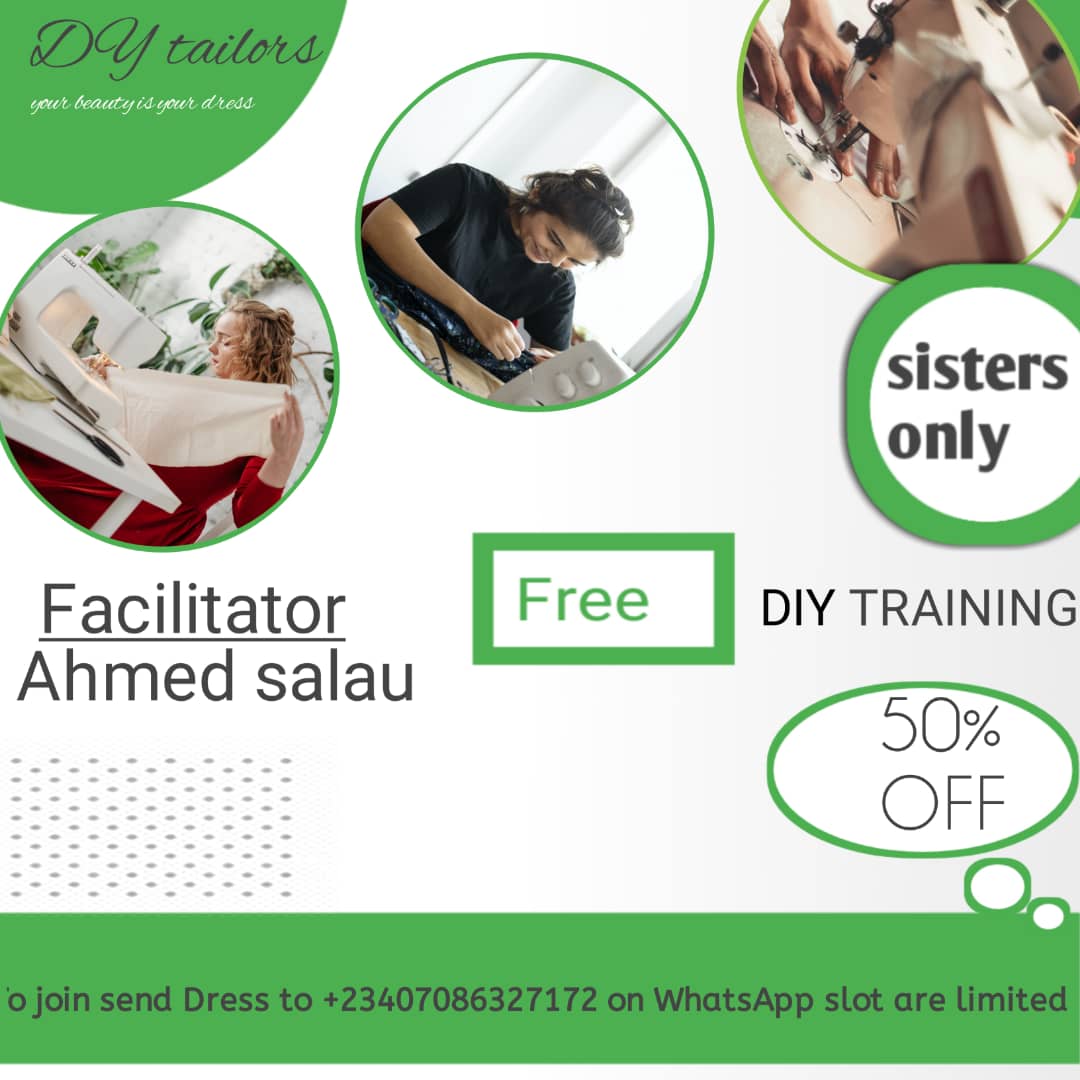 DY tailors
your beauty is your dress
sisters
only
Facilitator
Ahmed salau
Free
DIY TRAINING
50%
OFF
To join send Dress to +23407086327172 on WhatsApp slot are limited